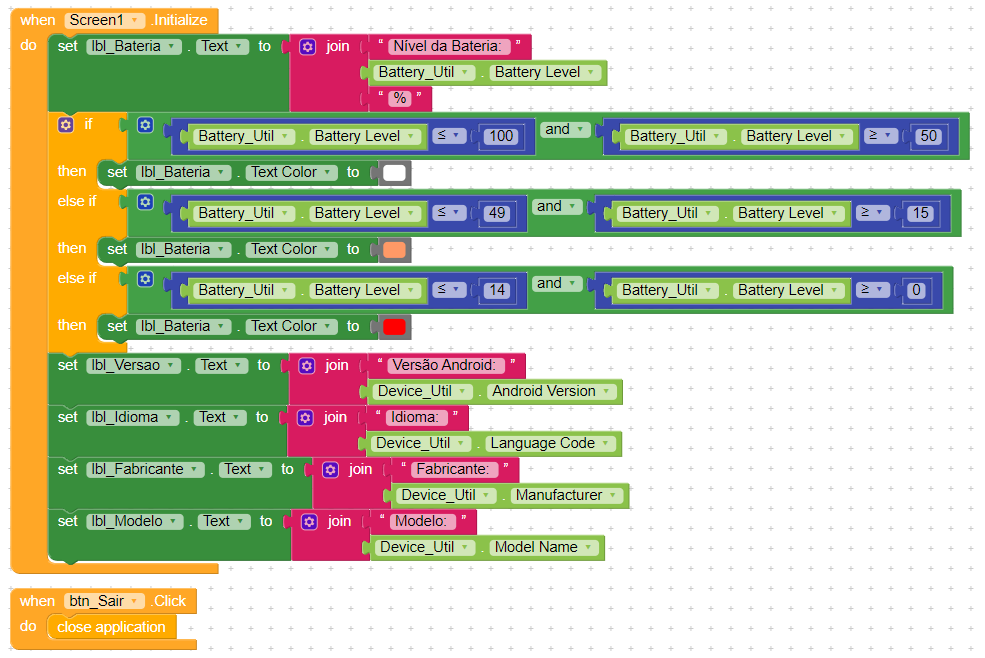 when Screen1 .Initialize
do set lbl_Bateria . Text to join “ Nível da Bateria: ”
Battery_Util . Battery Level
“ % ”
if Battery_Util . Battery Level ≤ 100 and Battery_Util . Battery Level ≥ 50
then set lbl_Bateria . Text Color to
else if Battery_Util . Battery Level ≤ 49 and Battery_Util . Battery Level ≥ 15
then set lbl_Bateria . Text Color to
else if Battery_Util . Battery Level ≤ 14 and Battery_Util . Battery Level ≥ 0
then set lbl_Bateria . Text Color to
set lbl_Versao . Text to join “ Versão Android: ”
Device_Util . Android Version
set lbl_Idioma . Text to join “ Idioma: ”
Device_Util . Language Code
set lbl_Fabricante . Text to join “ Fabricante: ”
Device_Util . Manufacturer
set lbl_Modelo . Text to join “ Modelo: ”
Device_Util . Model Name
when btn_Sair .Click
do close application